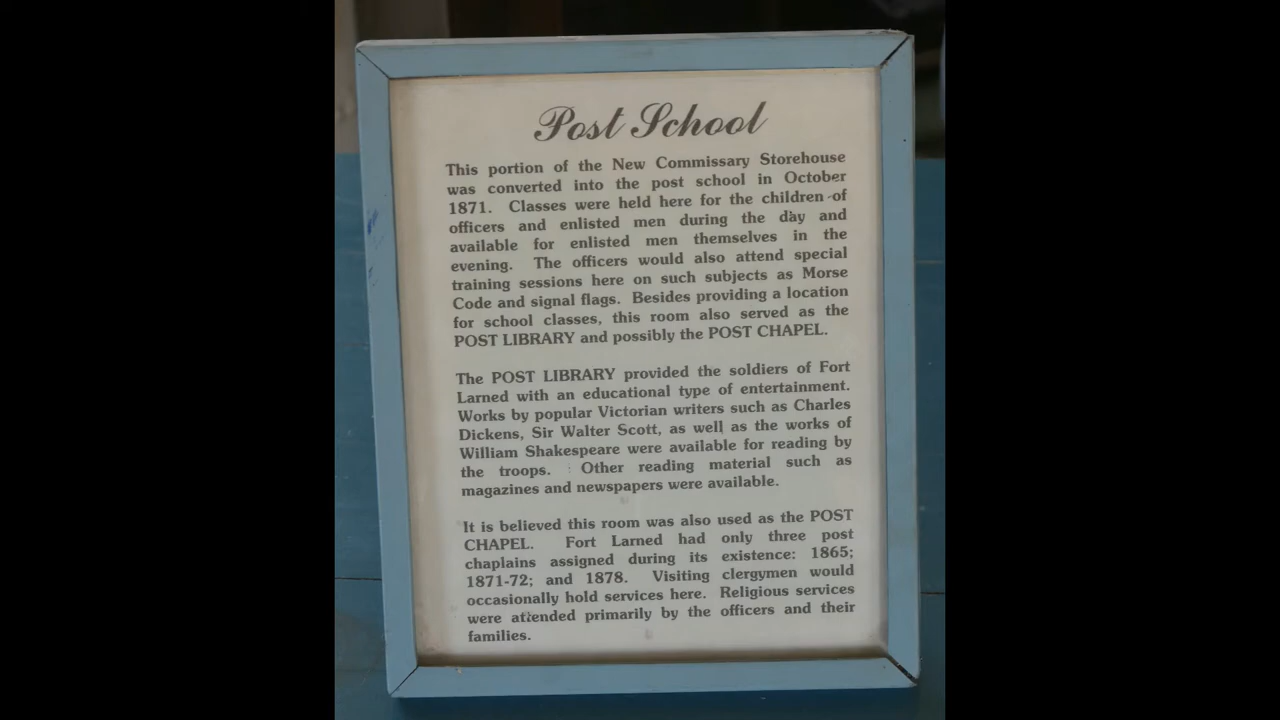 Post School
This portion of the New Commissary Storehouse
was converted into the post school in October
1871. Classes were held here for the children of
officers and enlisted men during the day and
available for enlisted men themselves in the
evening. The officers would also attend special
training sessions here on such subjects as Morse
Code and signal flags. Besides providing a location
for school classes, this room also served as the
POST LIBRARY and possibly the POST CHAPEL.
The POST LIBRARY provided the soldiers of Fort
Larned with an educational type of entertainment.
Works by popular Victorian writers such as Charles
Dickens, Sir Walter Scott, as well as the works of
William Shakespeare were available for reading by
the troops. Other reading material such as
magazines and newspapers were available.
It is believed this room was also used as the POST
CHAPEL. Fort Larned had only three post
chaplains assigned during its existence: 1865;
1871-72; and 1878. Visiting clergymen would
occasionally hold services here. Religious services
were attended primarily by the officers and their
families.